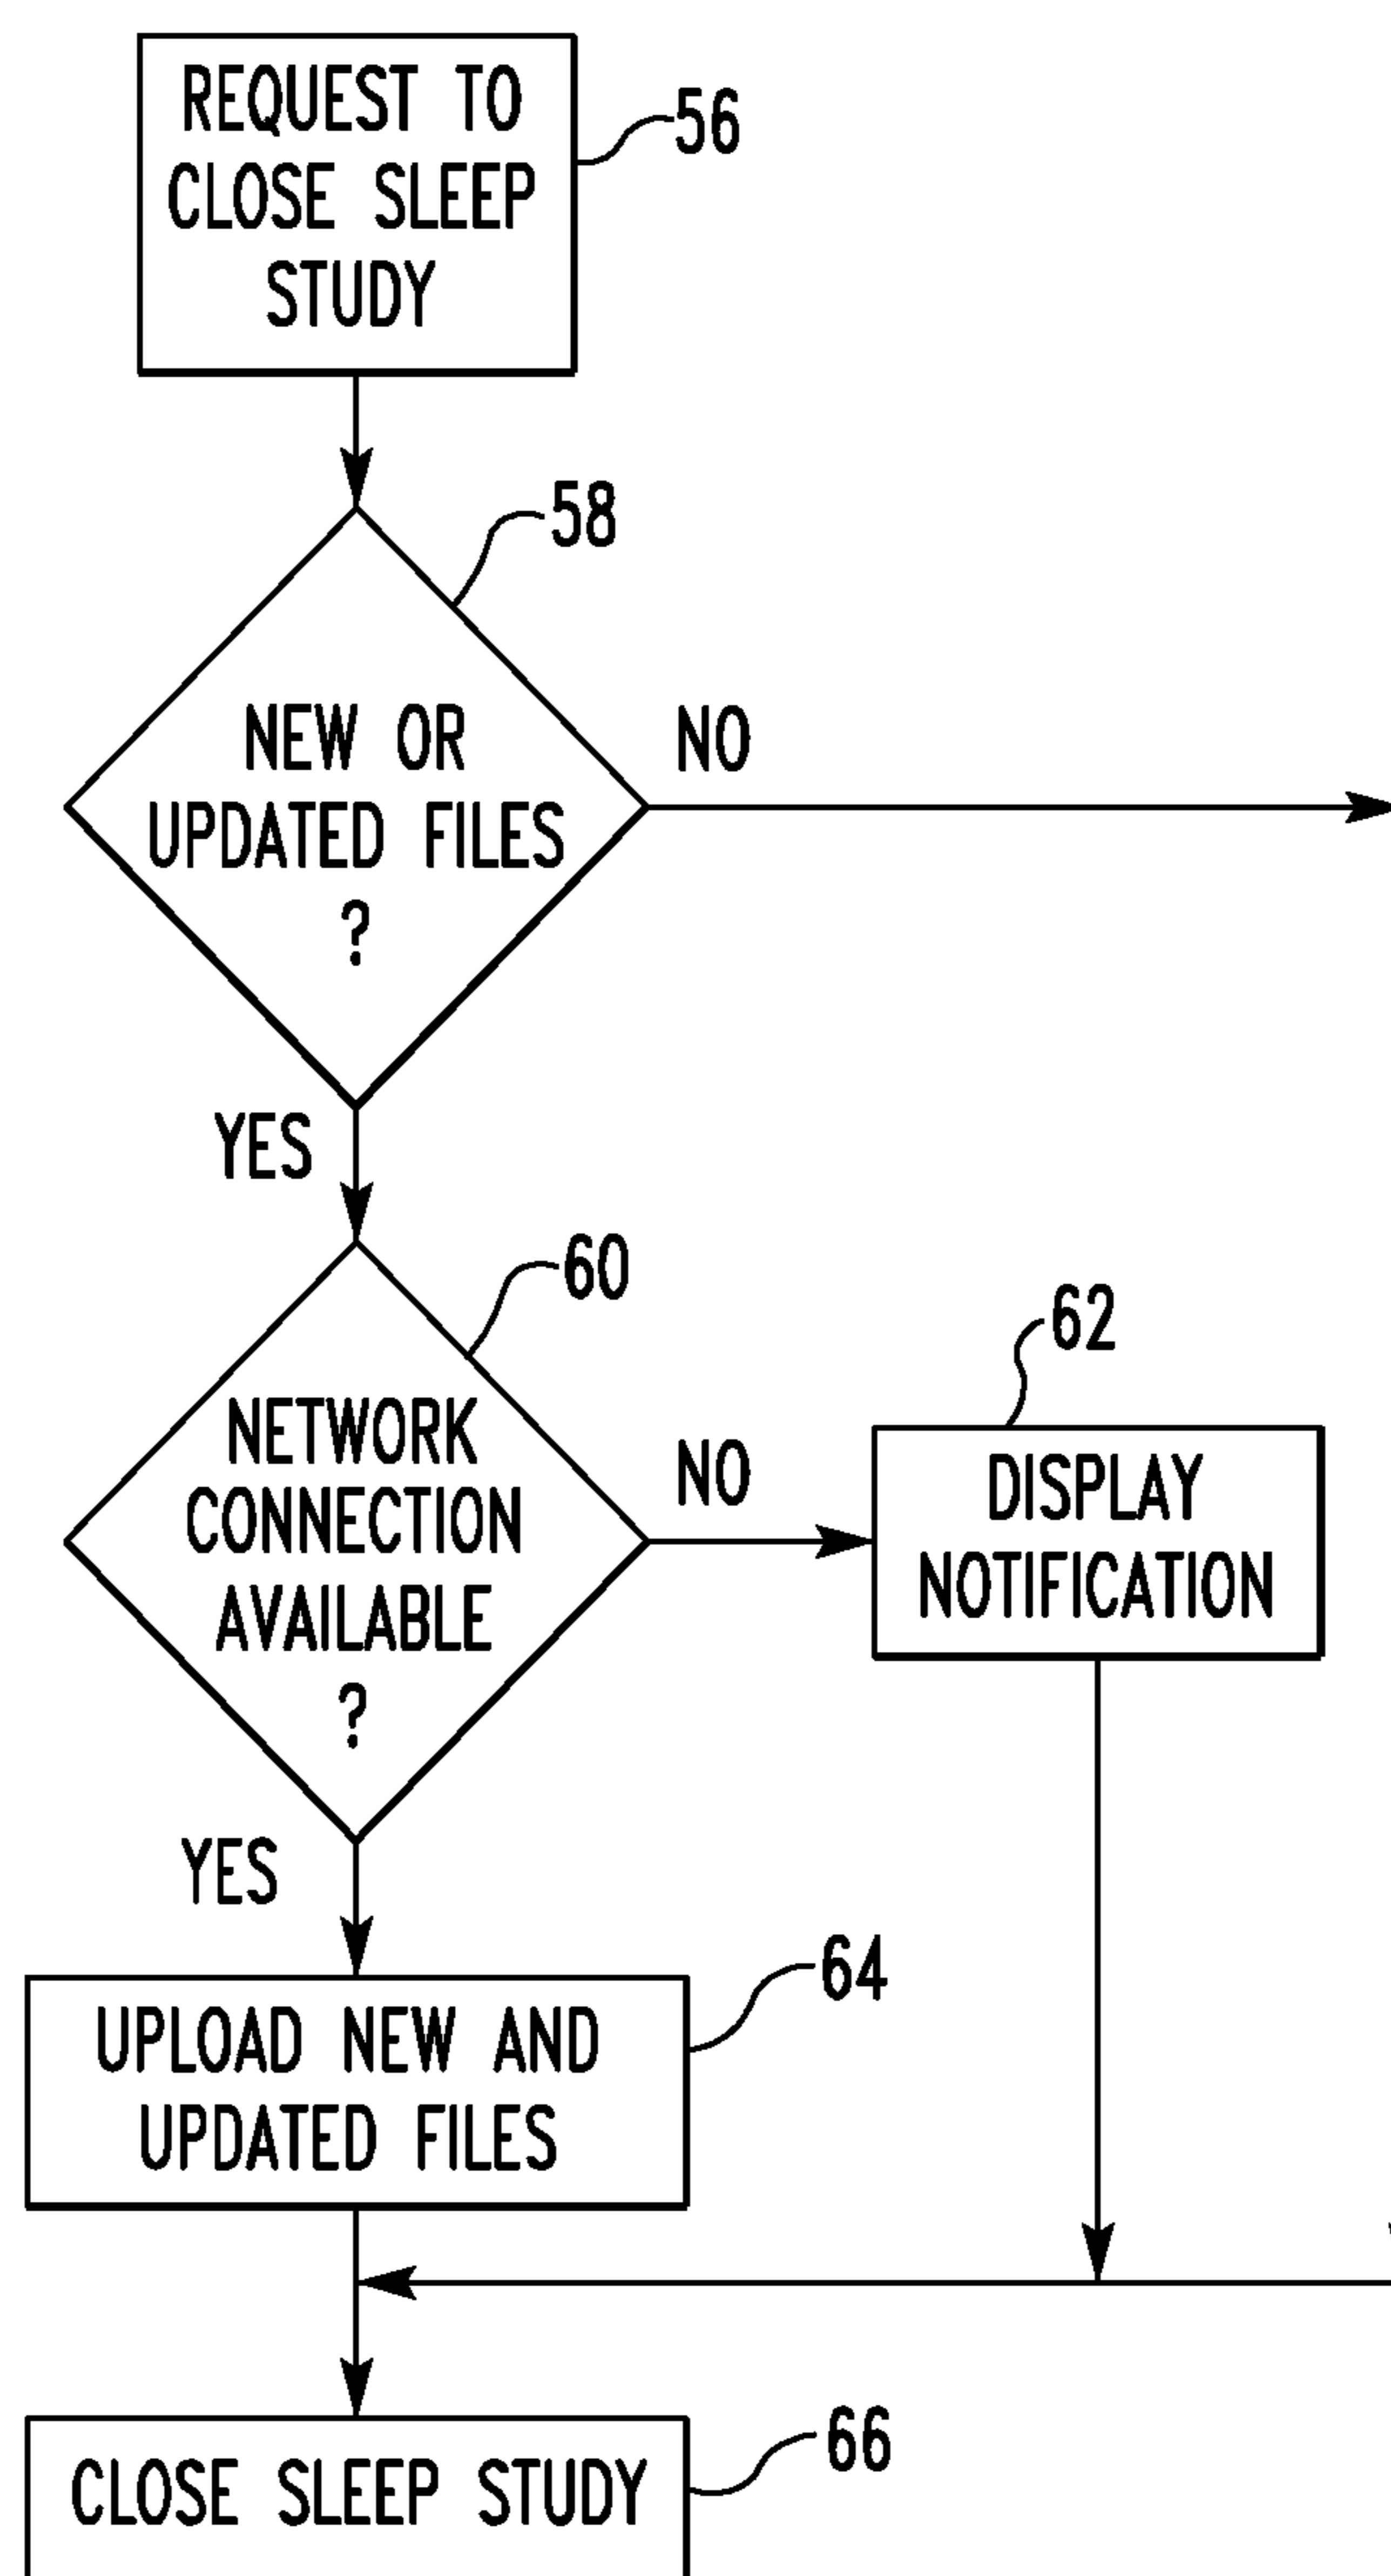 REQUEST TO
CLOSE SLEEP
STUDY
56
58
NEW OR
UPDATED FILES
?
NO
YES
60
NETWORK
CONNECTION
AVAILABLE
?
NO
62
DISPLAY
NOTIFICATION
YES
64
UPLOAD NEW AND
UPDATED FILES
66
CLOSE SLEEP STUDY